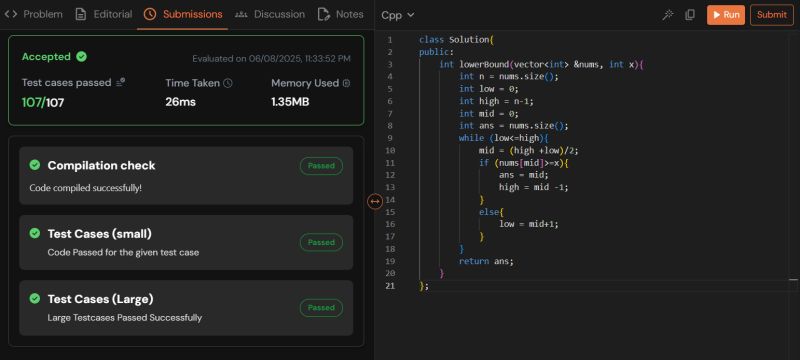 Problem Editorial Submissions Discussion Notes
Accepted
Evaluated on 06/08/2025, 11:33:52 PM
Test cases passed Time Taken Memory Used
107/107 26ms 1.35MB
Compilation check Passed
Code compiled successfully!
Test Cases (small) Passed
Code Passed for the given test case
Test Cases (Large) Passed
Large Testcases Passed Successfully
Cpp Run Submit
1 class Solution{
2 public:
3 int lowerBound(vector<int> &nums, int x){
4 int n = nums.size();
5 int low = 0;
6 int high = n-1;
7 int mid = 0;
8 int ans = nums.size();
9 while (low<=high){
10 mid = (high +low)/2;
11 if (nums[mid]>=x){
12 ans = mid;
13 high = mid -1;
14 }
15 else{
16 low = mid+1;
17 }
18 }
19 return ans;
20 }
21 };